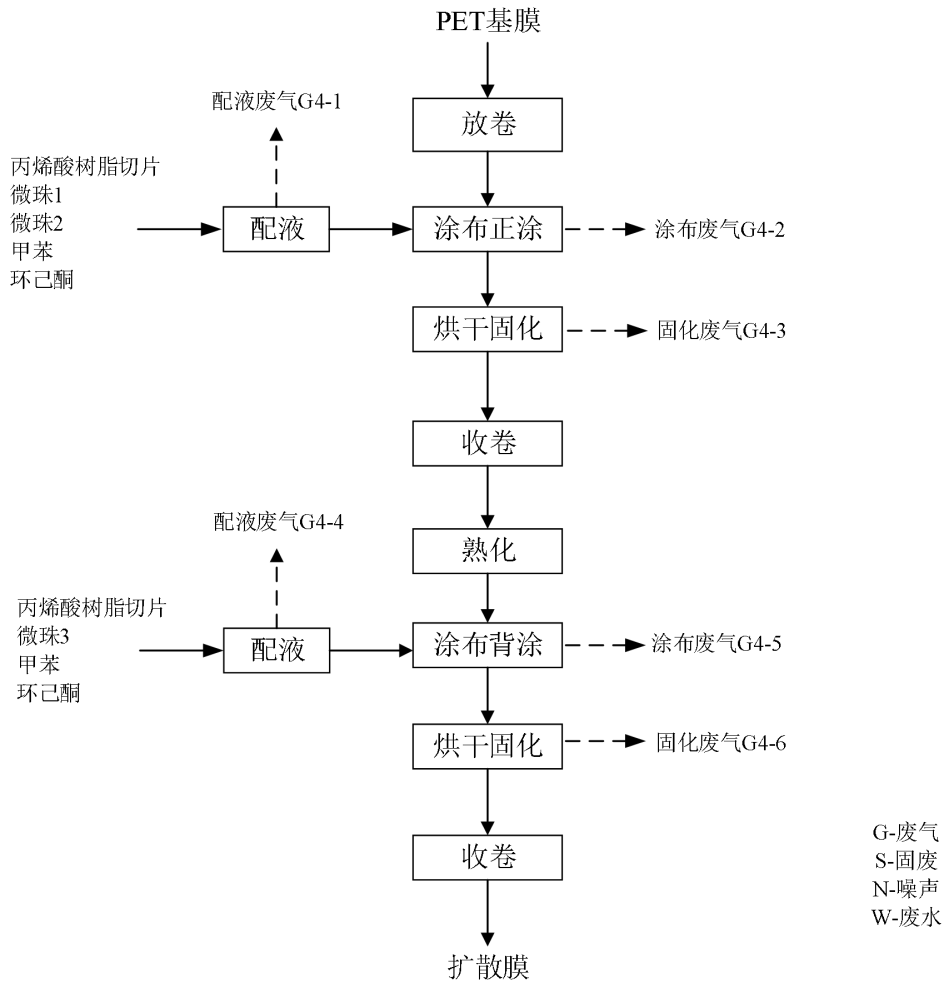 PET基膜
配液废气G4-1
放卷
丙烯酸树脂切片
微珠1
微珠2
甲苯
环己酮
配液
涂布正涂
涂布废气G4-2
烘干固化
固化废气G4-3
收卷
配液废气G4-4
熟化
丙烯酸树脂切片
微珠3
甲苯
环己酮
配液
涂布背涂
涂布废气G4-5
烘干固化
固化废气G4-6
收卷
扩散膜
G-废气
S-固废
N-噪声
W-废水